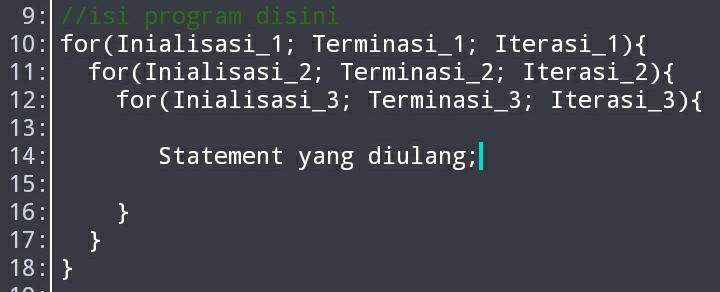 9: //isi program disini
10: for(Inialisasi_1; Terminasi_1; Iterasi_1){
11: for(Inialisasi_2; Terminasi_2; Iterasi_2){
12: for(Inialisasi_3; Terminasi_3; Iterasi_3){
13:
14: Statement yang diulang;
15:
16: }
17: }
18: }